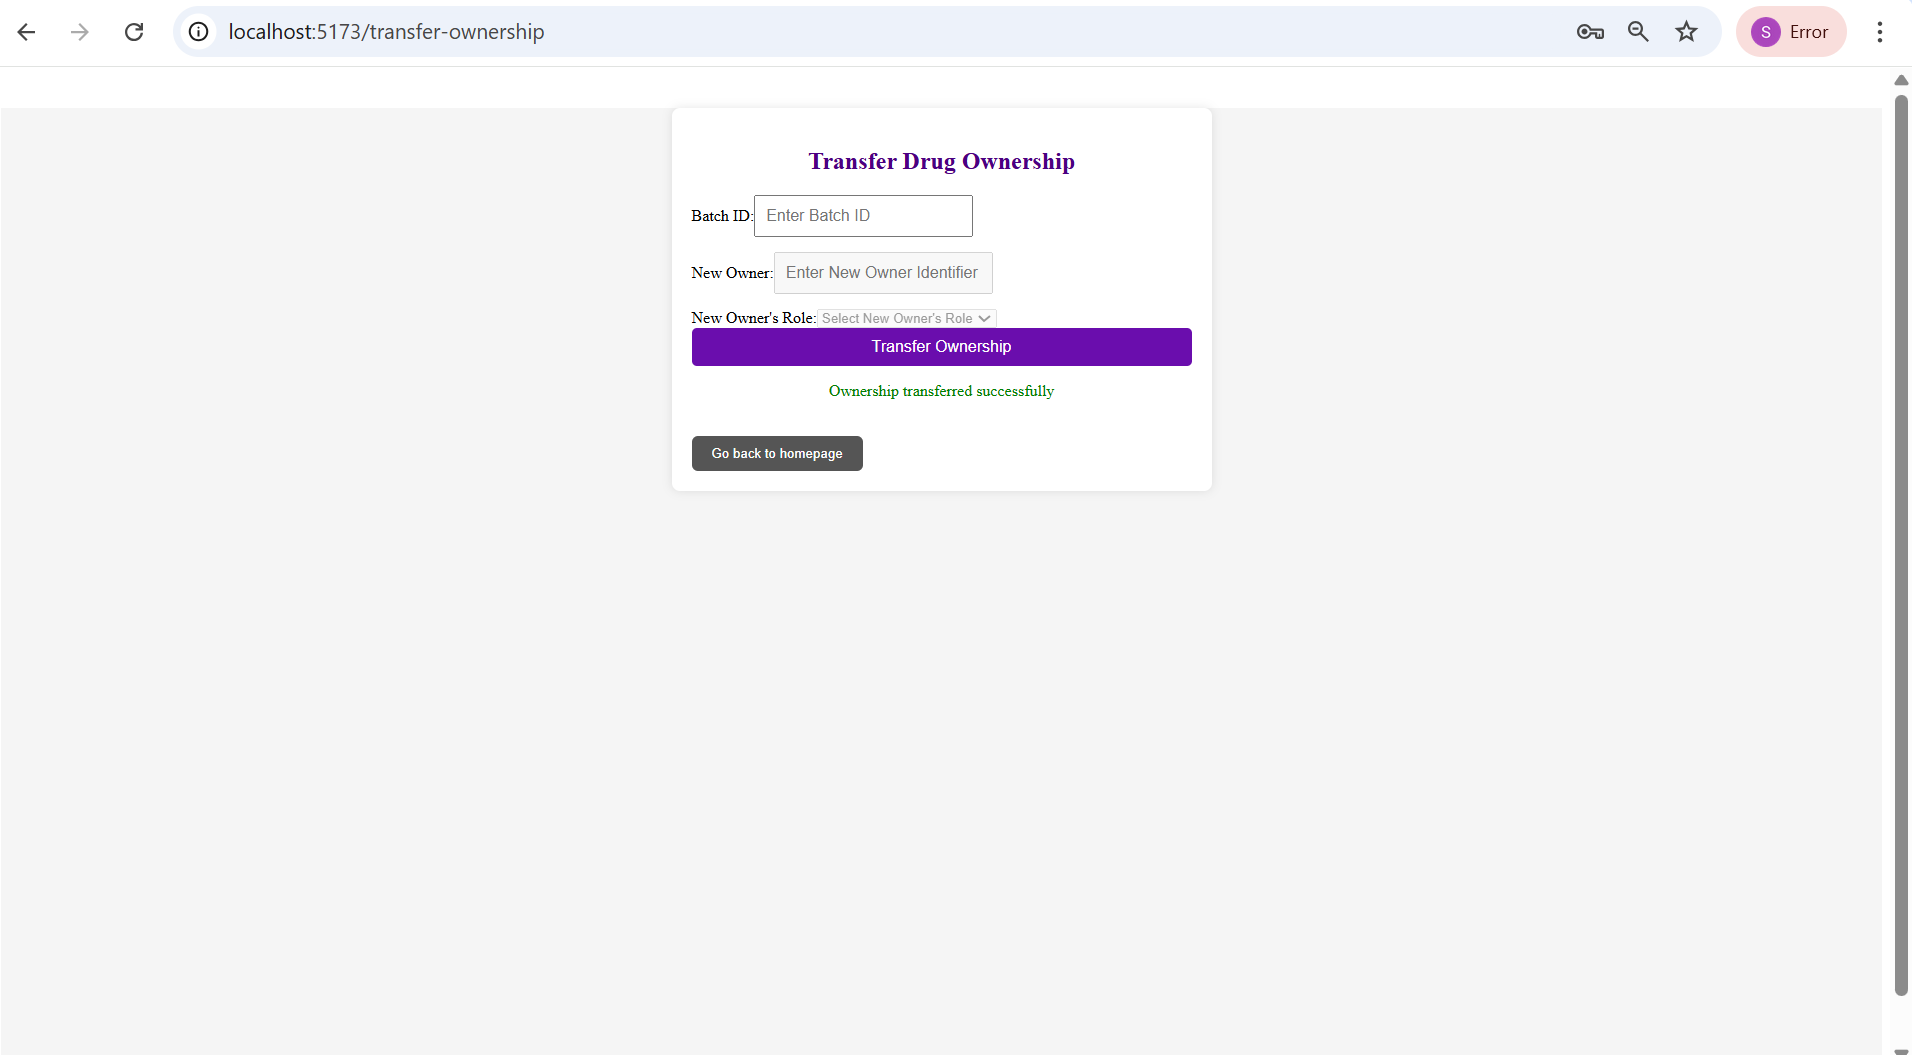 localhost:5173/transfer-ownership
S Error
Transfer Drug Ownership
Batch ID: Enter Batch ID
New Owner: Enter New Owner Identifier
New Owner's Role: Select New Owner's Role
Transfer Ownership
Ownership transferred successfully
Go back to homepage